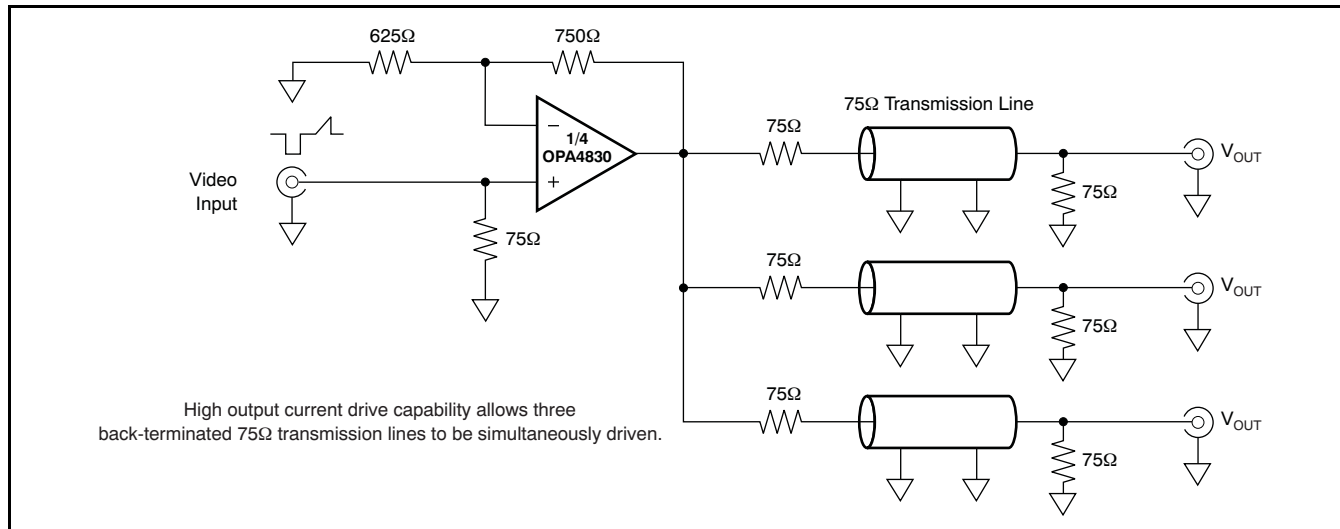 625Ω
750Ω
75Ω Transmission Line
75Ω
1/4
OPA4830
−
+
Video
Input
75Ω
75Ω
V_OUT
75Ω
75Ω
V_OUT
75Ω
High output current drive capability allows three
back-terminated 75Ω transmission lines to be simultaneously driven.
75Ω
V_OUT
75Ω